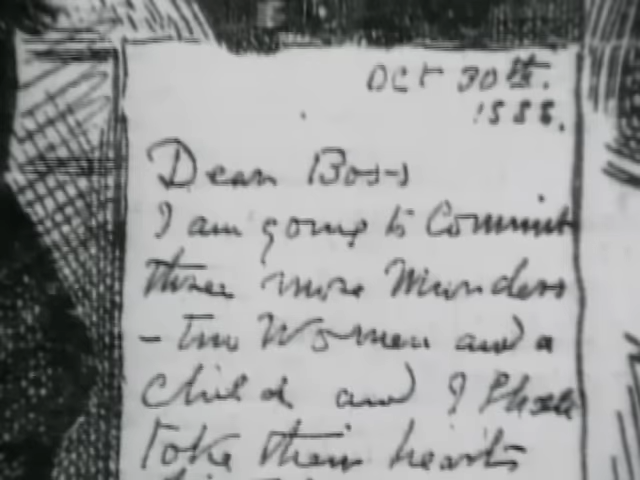 Oct 30th.
1888.
Dear Boss
I am going to Commit
three more Murders
- two Women and a
child and I Shall
take their hearts